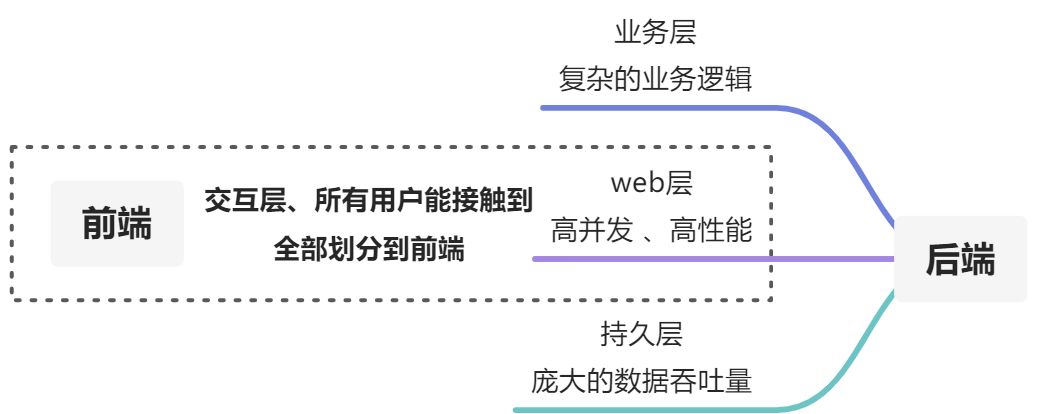 业务层
复杂的业务逻辑
前端
交互层、所有用户能接触到
全部划分到前端
web层
高并发 、高性能
后端
持久层
庞大的数据吞吐量